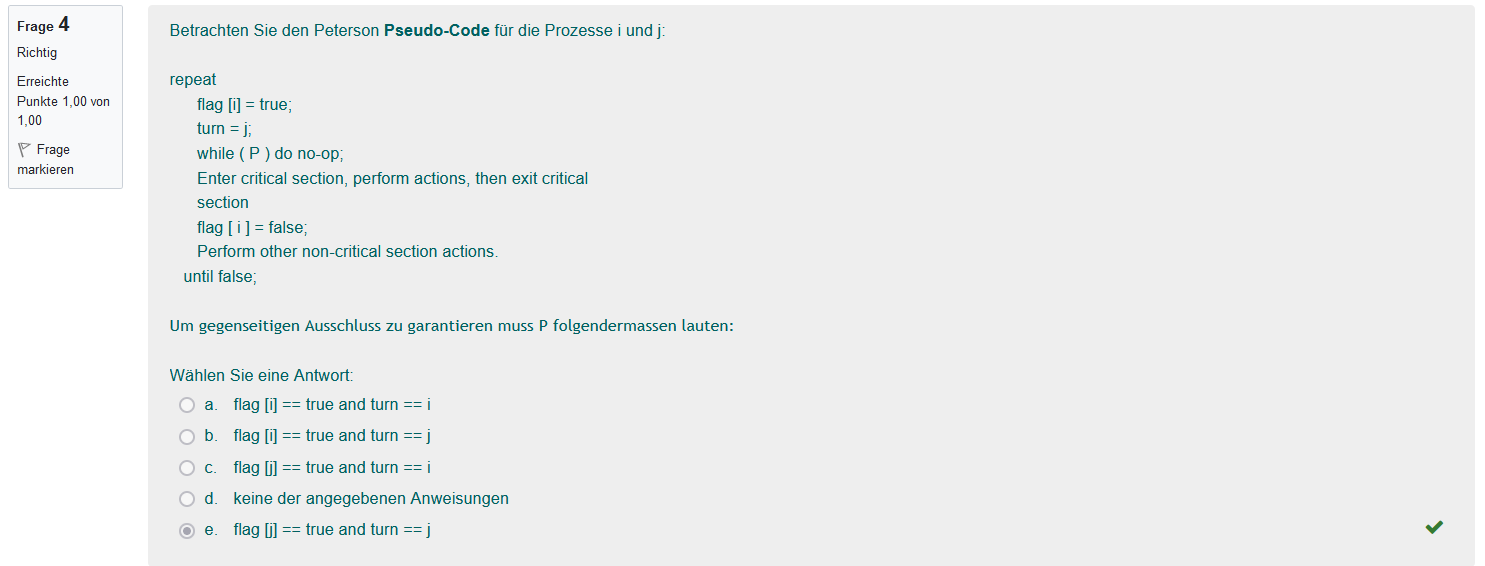 Frage 4
Richtig
Erreichte
Punkte 1,00 von
1,00
Frage
markieren
Betrachten Sie den Peterson Pseudo-Code für die Prozesse i und j:
repeat
flag [i] = true;
turn = j;
while ( P ) do no-op;
Enter critical section, perform actions, then exit critical
section
flag [ i ] = false;
Perform other non-critical section actions.
until false;
Um gegenseitigen Ausschluss zu garantieren muss P folgendermassen lauten:
Wählen Sie eine Antwort:
a. flag [i] == true and turn == i
b. flag [i] == true and turn == j
c. flag [j] == true and turn == i
d. keine der angegebenen Anweisungen
e. flag [j] == true and turn == j